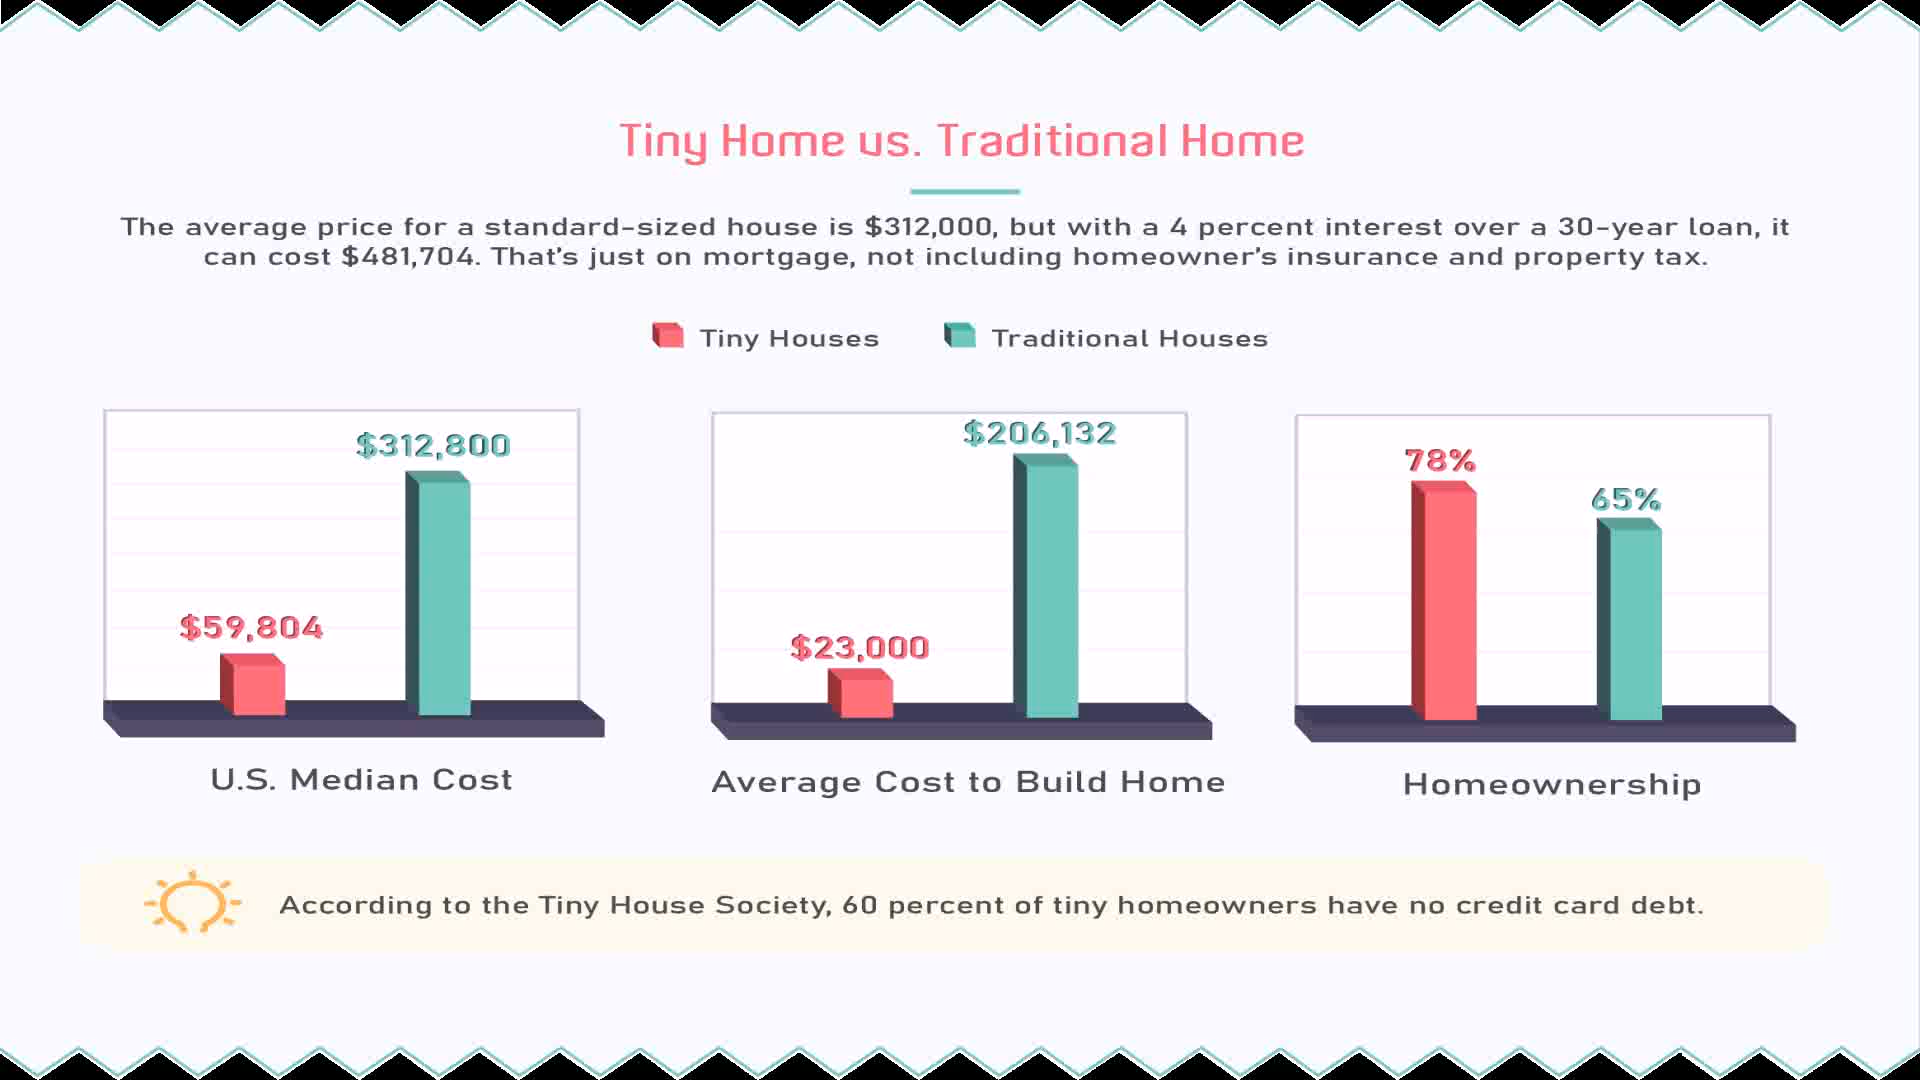 Tiny Home vs. Traditional Home
The average price for a standard-sized house is $312,000, but with a 4 percent interest over a 30-year loan, it
can cost $481,704. That's just on mortgage, not including homeowner's insurance and property tax.
Tiny Houses Traditional Houses
$312,800
$59,804
U.S. Median Cost
$206,132
$23,000
Average Cost to Build Home
78%
65%
Homeownership
According to the Tiny House Society, 60 percent of tiny homeowners have no credit card debt.